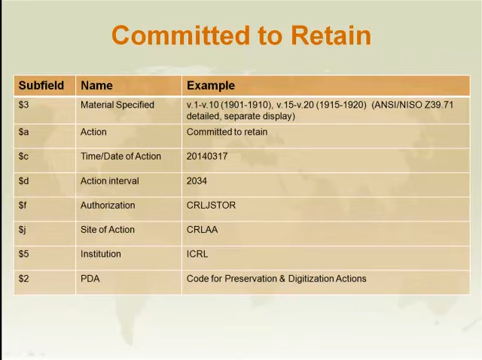 Committed to Retain
Subfield Name Example
$3 Material Specified v.1-v.10 (1901-1910), v.15-v.20 (1915-1920) (ANSI/NISO Z39.71
detailed, separate display)
$a Action Committed to retain
$c Time/Date of Action 20140317
$d Action interval 2034
$f Authorization CRLJSTOR
$j Site of Action CRLAA
$5 Institution ICRL
$2 PDA Code for Preservation & Digitization Actions